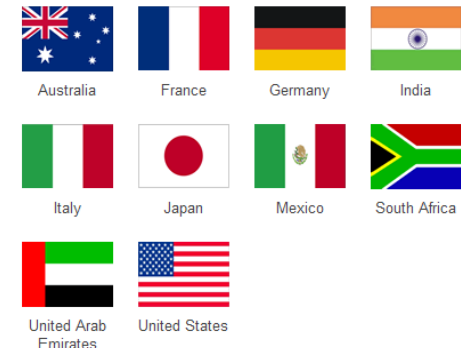 Australia
France
Germany
India
Italy
Japan
Mexico
South Africa
United Arab
Emirates
United States